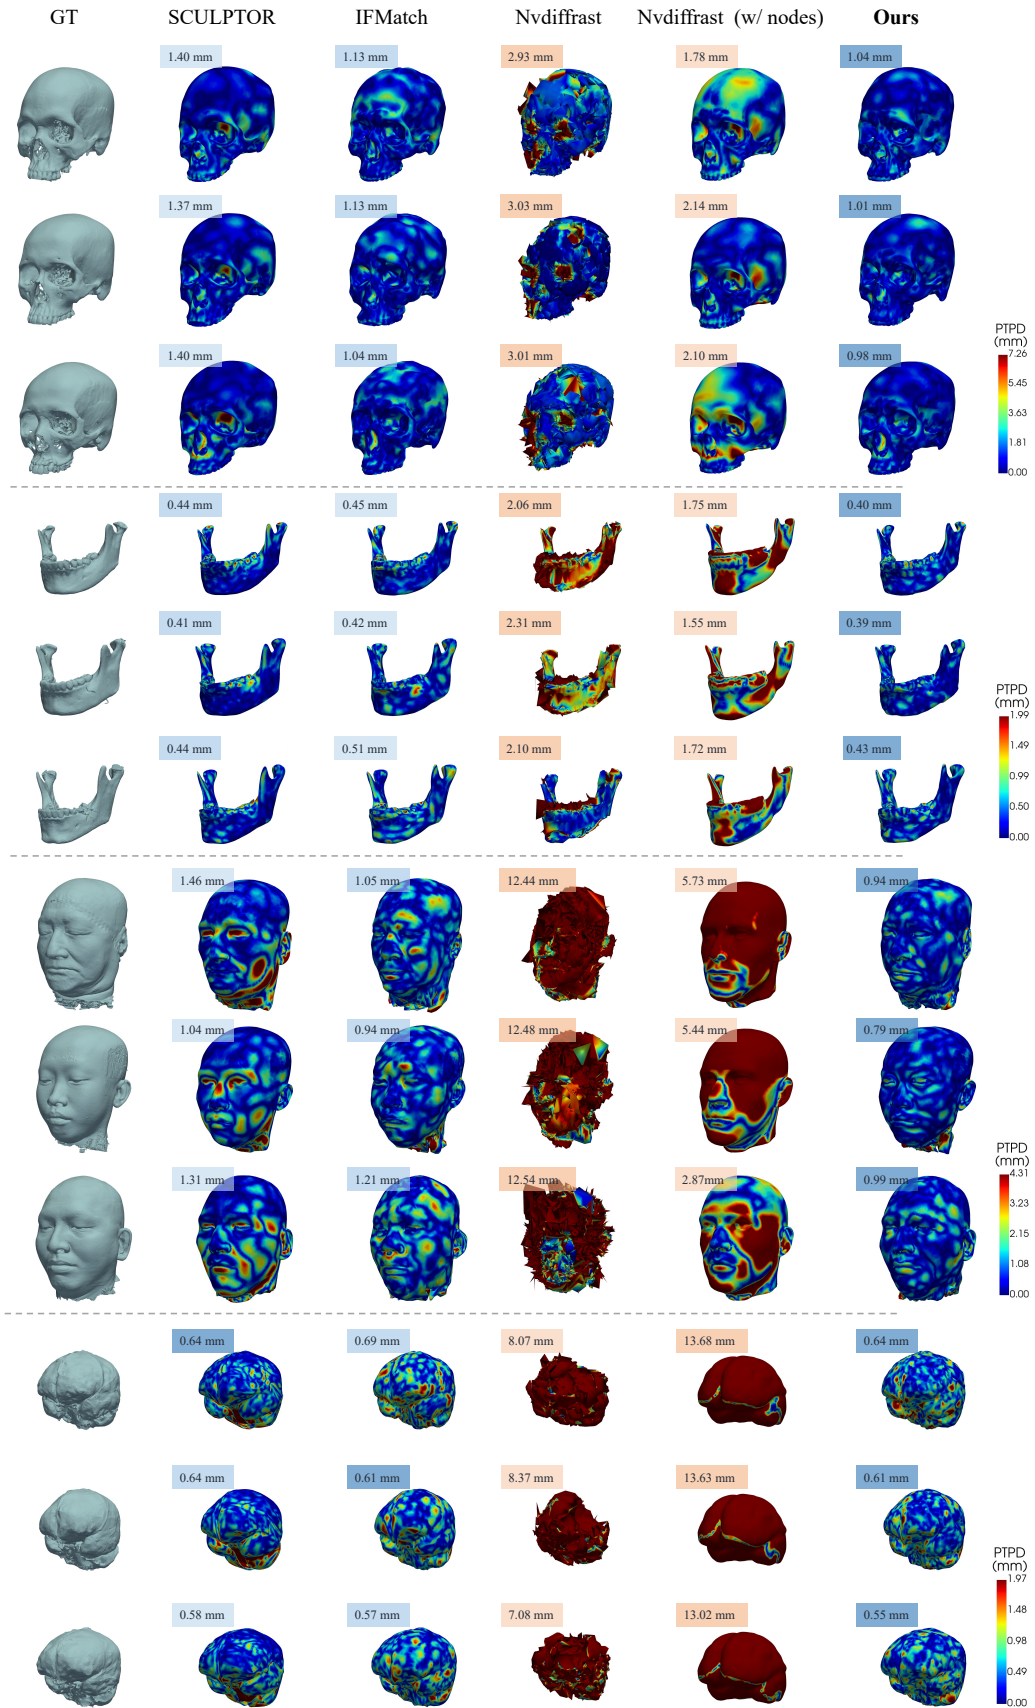 GT SCULPTOR IFMatch Nvdiffrast Nvdiffrast (w/ nodes) Ours
1.40 mm 1.13 mm 2.93 mm 1.78 mm 1.04 mm
1.37 mm 1.13 mm 3.03 mm 2.14 mm 1.01 mm
PTPD
(mm)
7.26
1.40 mm 1.04 mm 3.01 mm 2.10 mm 0.98 mm
5.44
3.63
1.81
0.00
0.44 mm 0.45 mm 2.06 mm 1.75 mm 0.40 mm
0.41 mm 0.42 mm 2.31 mm 1.55 mm 0.39 mm
PTPD
(mm)
1.99
1.49
0.44 mm 0.51 mm 2.10 mm 1.72 mm 0.43 mm
0.99
0.50
0.00
1.46 mm 1.05 mm 12.44 mm 5.73 mm 0.94 mm
1.04 mm 0.94 mm 12.48 mm 5.44 mm 0.79 mm
PTPD
(mm)
4.31
1.31 mm 1.21 mm 12.54 mm 2.87mm 0.99 mm
3.23
2.15
1.08
0.00
0.64 mm 0.69 mm 8.07 mm 13.68 mm 0.64 mm
0.64 mm 0.61 mm 8.37 mm 13.63 mm 0.61 mm
PTPD
(mm)
1.97
1.48
0.58 mm 0.57 mm 7.08 mm 13.02 mm 0.55 mm
0.98
0.49
0.00